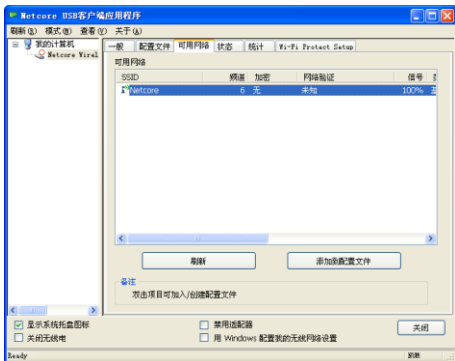 Netcore USB客户端应用程序
刷新(R) 模式(M) 查看(V) 关于(A)
我的计算机
Netcore Wirel
一般 配置文件 可用网络 状态 统计 Wi-Fi Protect Setup
可用网络
SSID 频道 加密 网络验证 信号
Netcore 6 无 未知 100%
刷新 添加到配置文件
备注
双击项目可加入/创建配置文件
显示系统托盘图标 禁用适配器
关闭无线电 用 Windows 配置我的无线网络设置
关闭
Ready